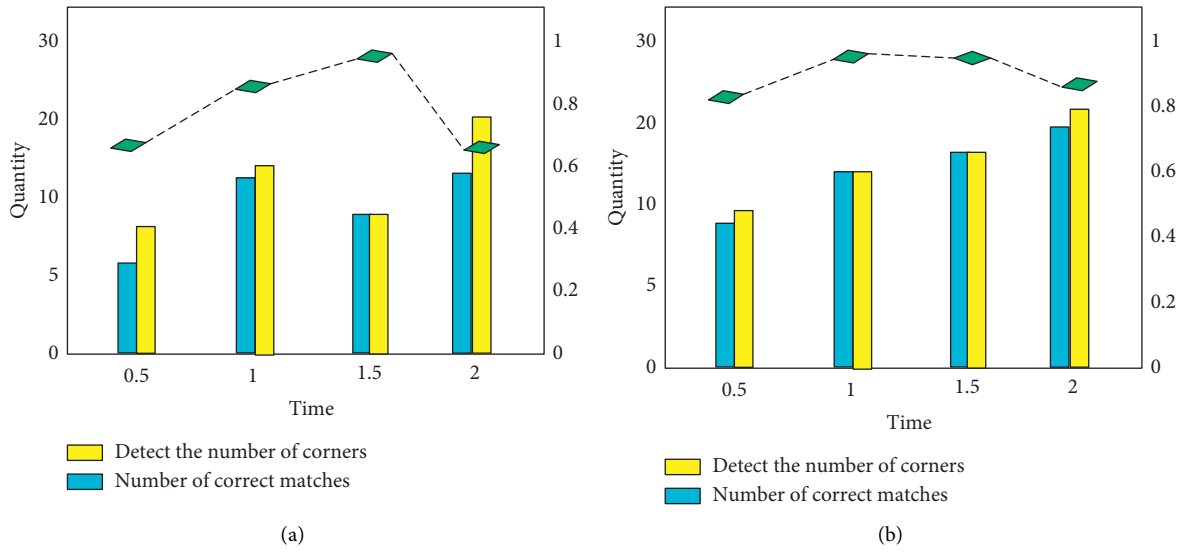 30
20
10
5
0
Quantity
1
0.8
0.6
0.4
0.2
0
0.5 1 1.5 2
Time
Detect the number of corners
Number of correct matches
(a)
30
20
10
5
0
Quantity
1
0.8
0.6
0.4
0.2
0
0.5 1 1.5 2
Time
Detect the number of corners
Number of correct matches
(b)